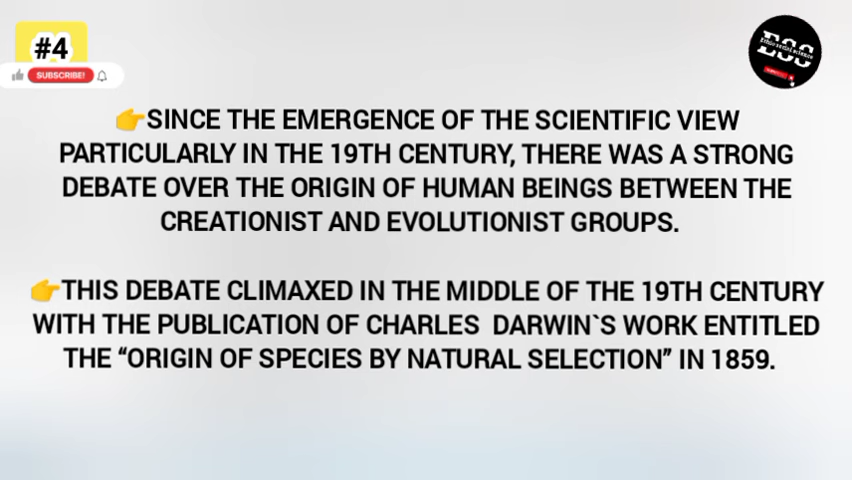 #4
SUBSCRIBE!
ESS
SINCE THE EMERGENCE OF THE SCIENTIFIC VIEW
PARTICULARLY IN THE 19TH CENTURY, THERE WAS A STRONG
DEBATE OVER THE ORIGIN OF HUMAN BEINGS BETWEEN THE
CREATIONIST AND EVOLUTIONIST GROUPS.
THIS DEBATE CLIMAXED IN THE MIDDLE OF THE 19TH CENTURY
WITH THE PUBLICATION OF CHARLES DARWIN`S WORK ENTITLED
THE “ORIGIN OF SPECIES BY NATURAL SELECTION” IN 1859.